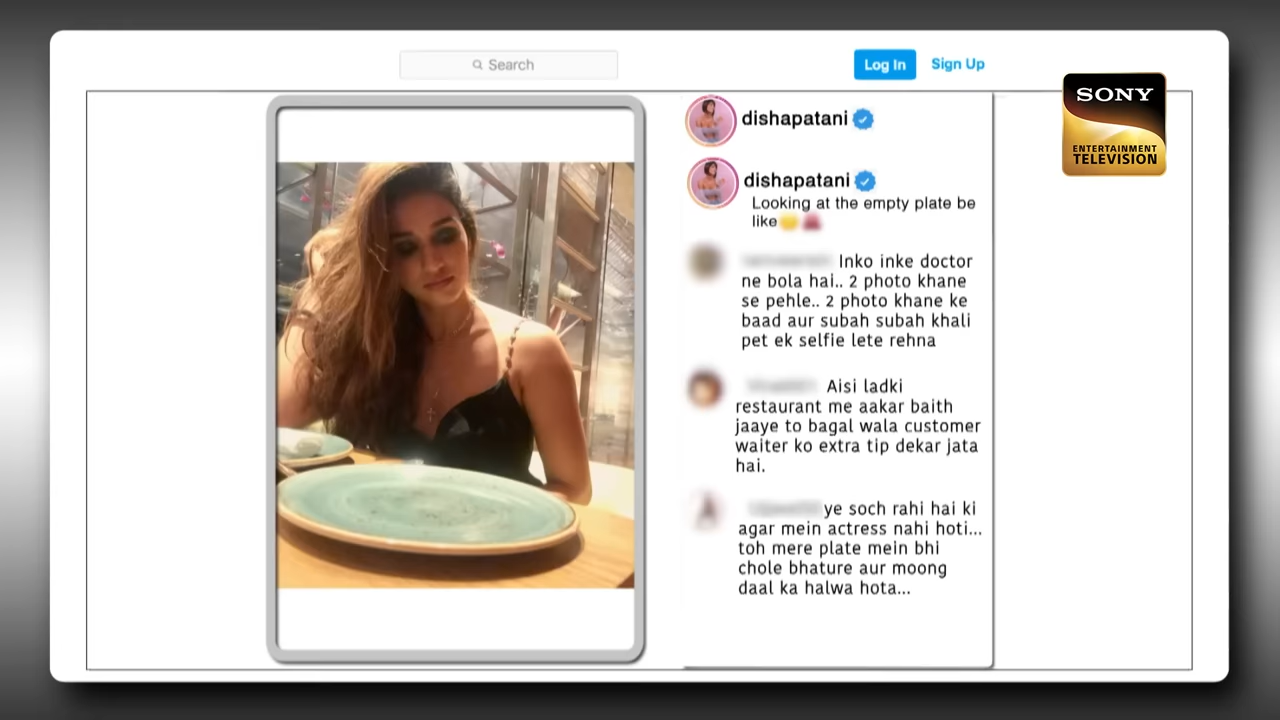 Search
Log In
Sign Up
SONY
ENTERTAINMENT
TELEVISION
dishapatani
dishapatani
Looking at the empty plate be
like
Inko inke doctor
ne bola hai.. 2 photo khane
se pehle.. 2 photo khane ke
baad aur subah subah khali
pet ek selfie lete rehna
Aisi ladki
restaurant me aakar baith
jaaye to bagal wala customer
waiter ko extra tip dekar jata
hai.
ye soch rahi hai ki
agar mein actress nahi hoti...
toh mere plate mein bhi
chole bhature aur moong
daal ka halwa hota...